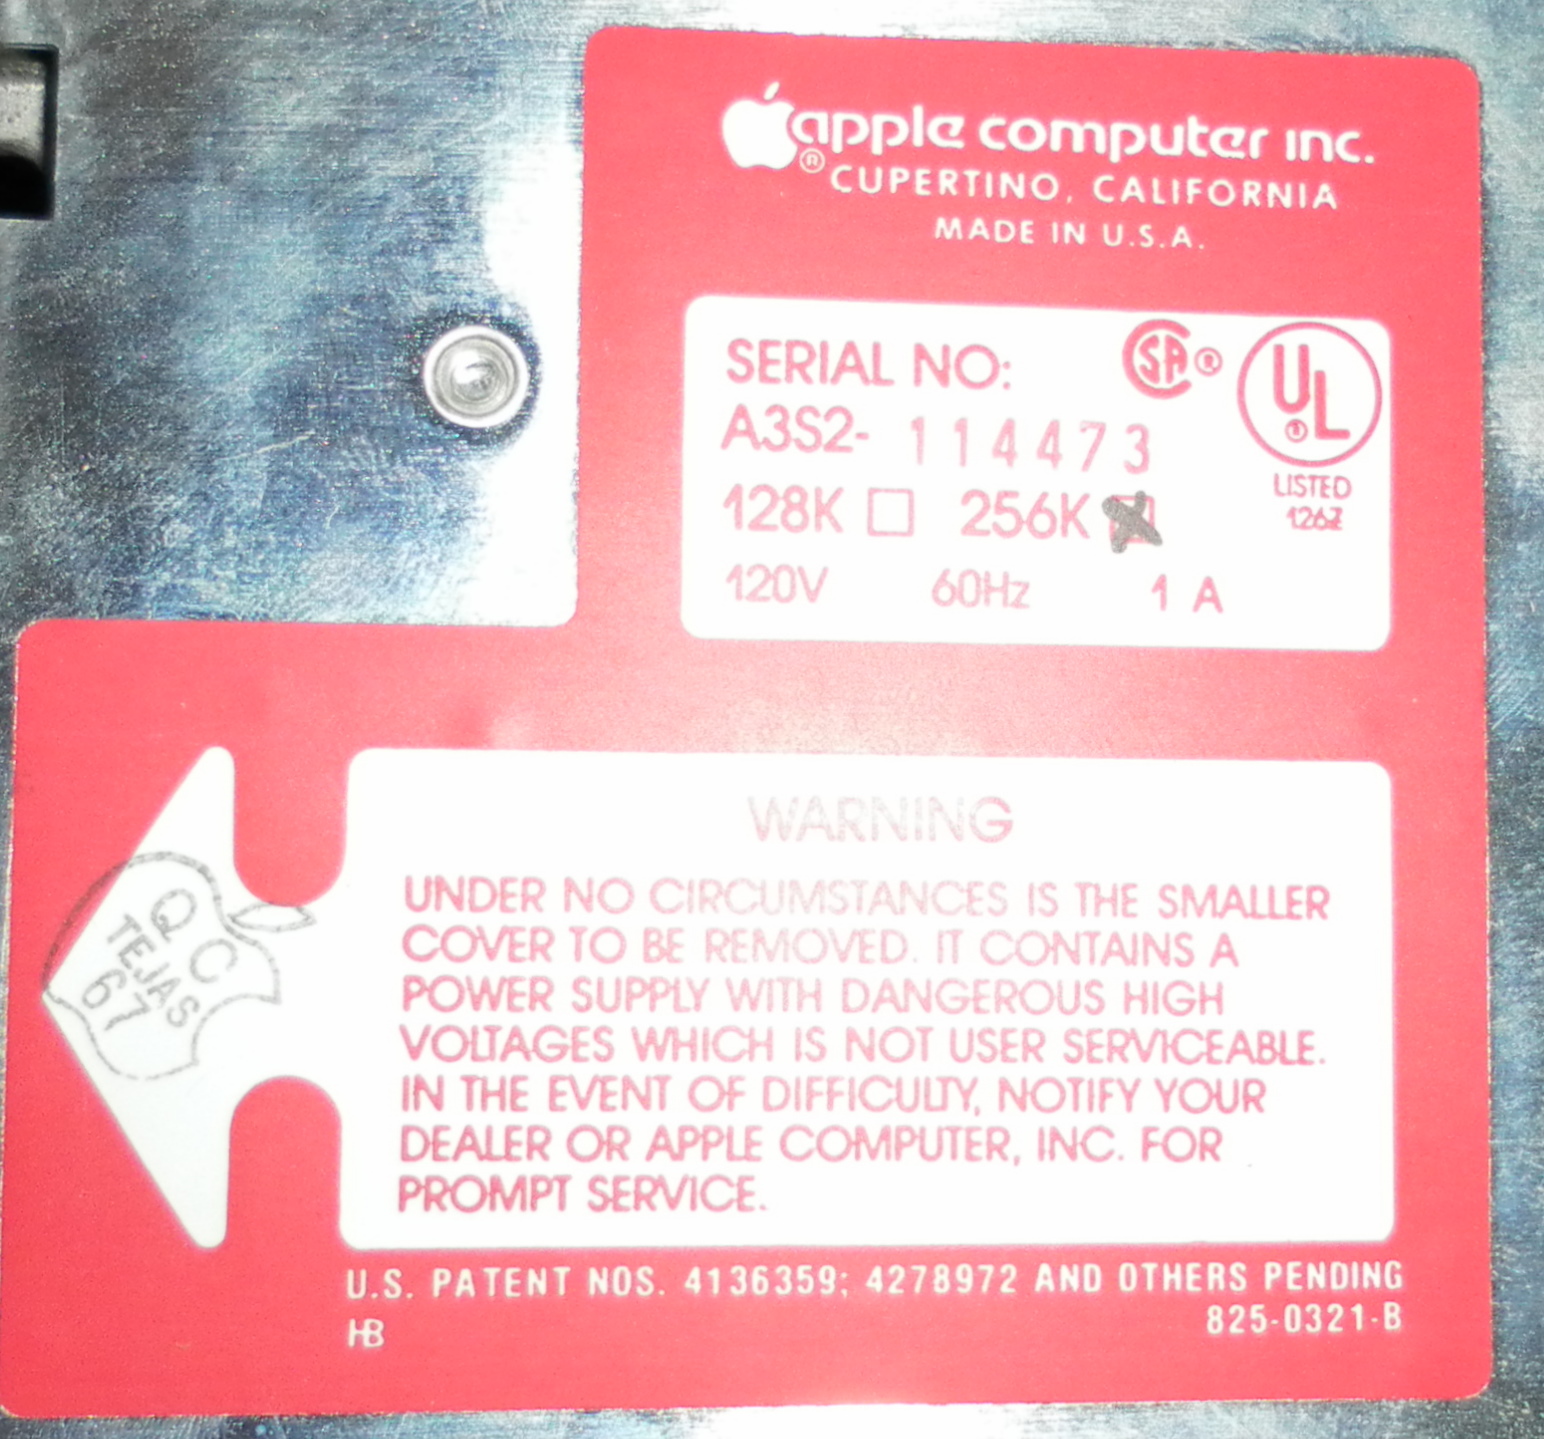 apple computer inc.
®
CUPERTINO, CALIFORNIA
MADE IN U.S.A.
SERIAL NO:
SA ®
UL
®
A3S2- 114473
LISTED
126Z
128K 256K
120V 60Hz 1 A
WARNING
UNDER NO CIRCUMSTANCES IS THE SMALLER
COVER TO BE REMOVED. IT CONTAINS A
POWER SUPPLY WITH DANGEROUS HIGH
VOLTAGES WHICH IS NOT USER SERVICEABLE.
IN THE EVENT OF DIFFICULTY, NOTIFY YOUR
DEALER OR APPLE COMPUTER, INC. FOR
PROMPT SERVICE.
QC
TEJAS
67
U.S. PATENT NOS. 4136359; 4278972 AND OTHERS PENDING
HB 825-0321-B